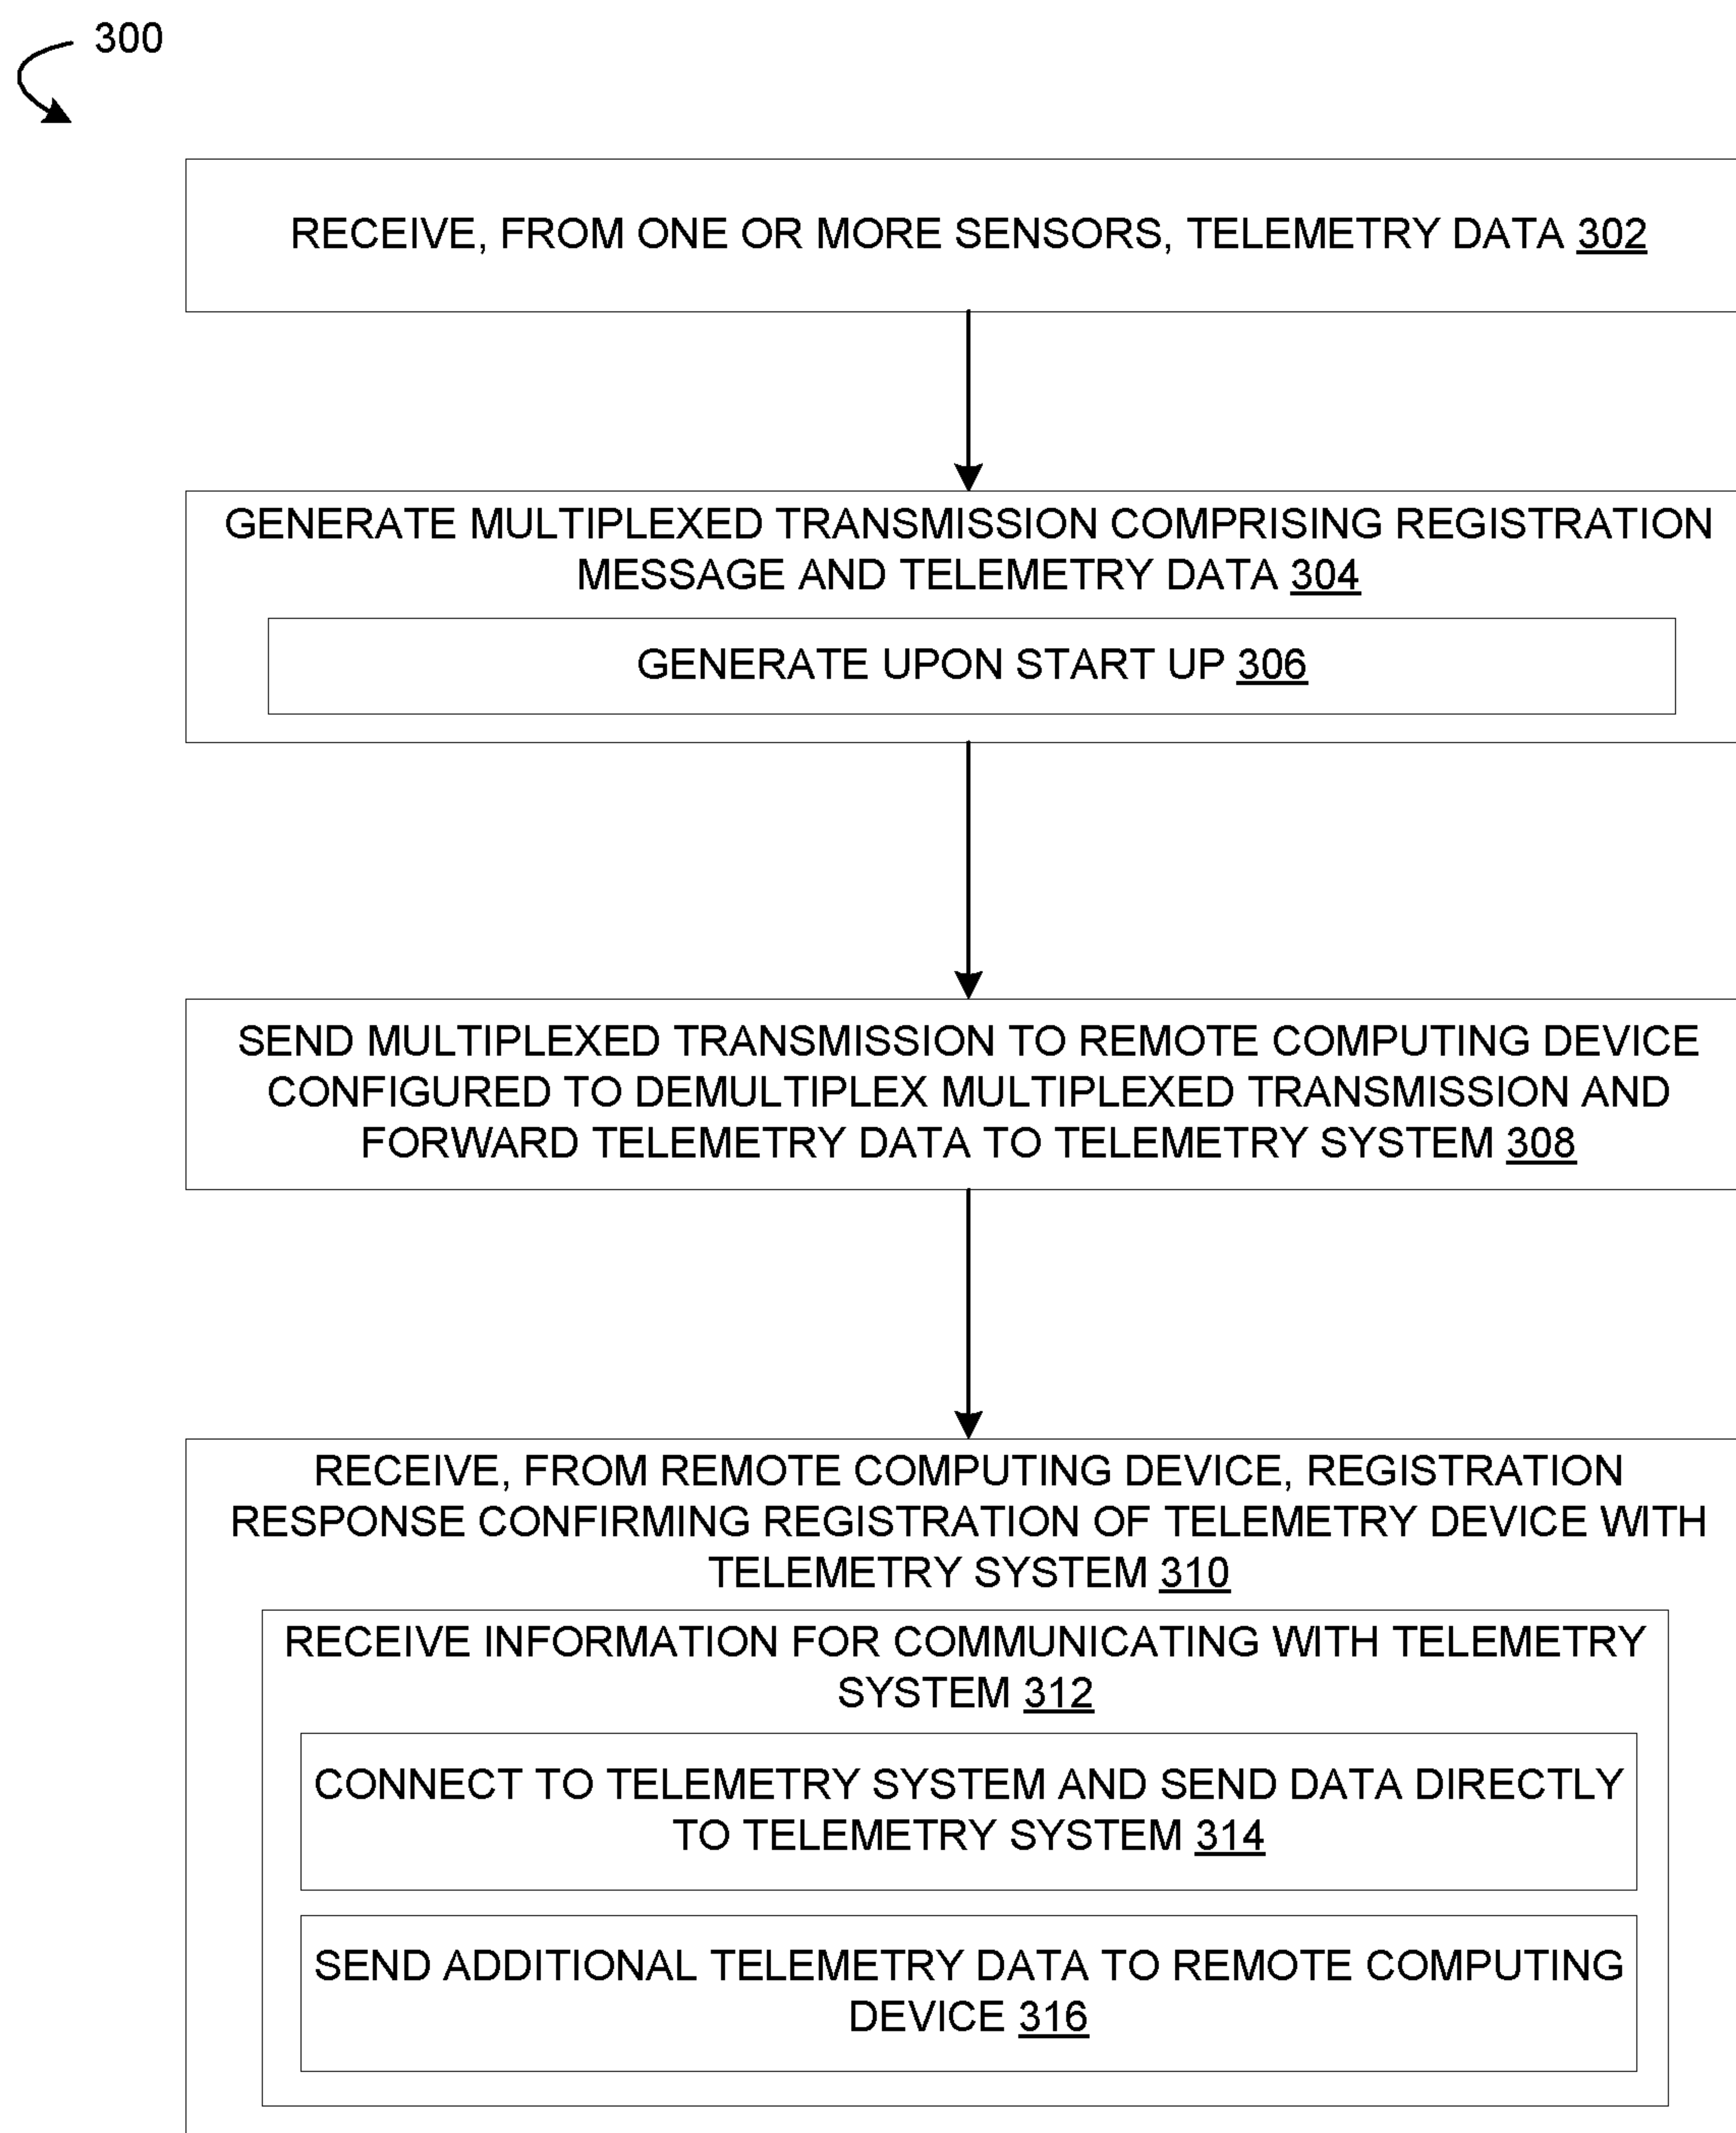 300
RECEIVE, FROM ONE OR MORE SENSORS, TELEMETRY DATA 302
GENERATE MULTIPLEXED TRANSMISSION COMPRISING REGISTRATION
MESSAGE AND TELEMETRY DATA 304
GENERATE UPON START UP 306
SEND MULTIPLEXED TRANSMISSION TO REMOTE COMPUTING DEVICE
CONFIGURED TO DEMULTIPLEX MULTIPLEXED TRANSMISSION AND
FORWARD TELEMETRY DATA TO TELEMETRY SYSTEM 308
RECEIVE, FROM REMOTE COMPUTING DEVICE, REGISTRATION
RESPONSE CONFIRMING REGISTRATION OF TELEMETRY DEVICE WITH
TELEMETRY SYSTEM 310
RECEIVE INFORMATION FOR COMMUNICATING WITH TELEMETRY
SYSTEM 312
CONNECT TO TELEMETRY SYSTEM AND SEND DATA DIRECTLY
TO TELEMETRY SYSTEM 314
SEND ADDITIONAL TELEMETRY DATA TO REMOTE COMPUTING
DEVICE 316